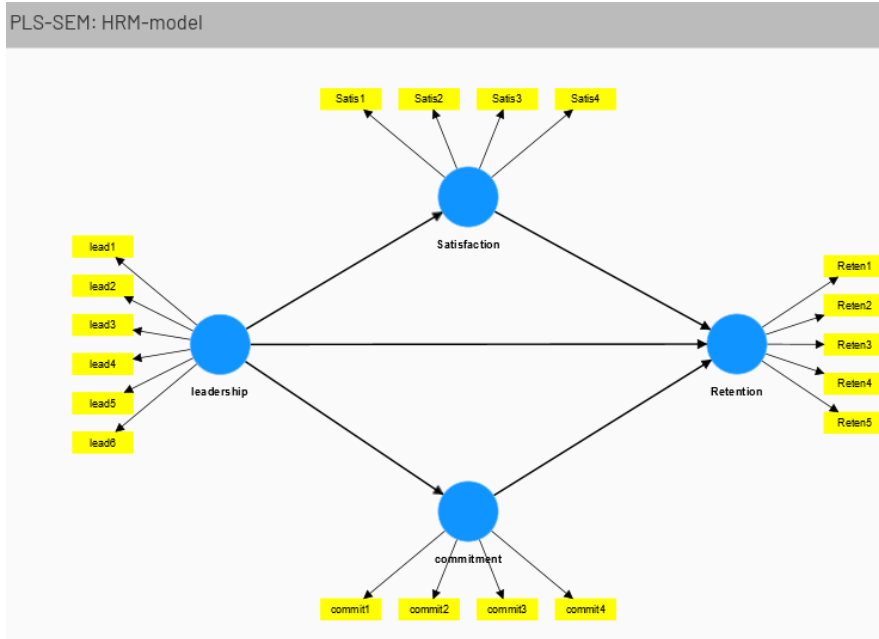 PLS-SEM: HRM-model
Satis1
Satis2
Satis3
Satis4
Satisfaction
lead1
lead2
lead3
lead4
lead5
lead6
leadership
Reten1
Reten2
Reten3
Reten4
Reten5
Retention
commitment
commit1
commit2
commit3
commit4